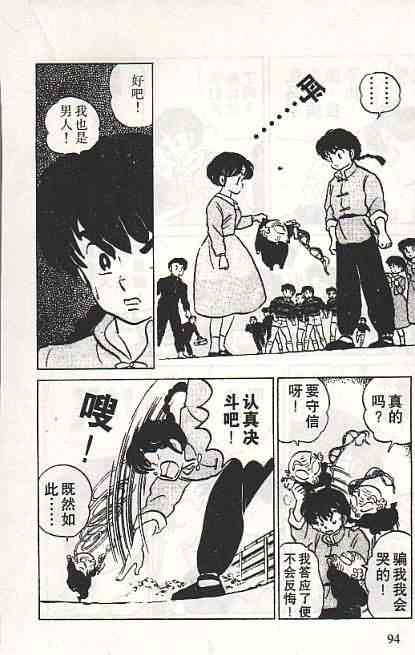 ……
呼……
好吧！
我也是
男人！
真的
吗？
要守信
呀！
骗我我会
哭的！
我答应了便
不会反悔！
认真决
斗吧！
嗖！
既然如
此……
94